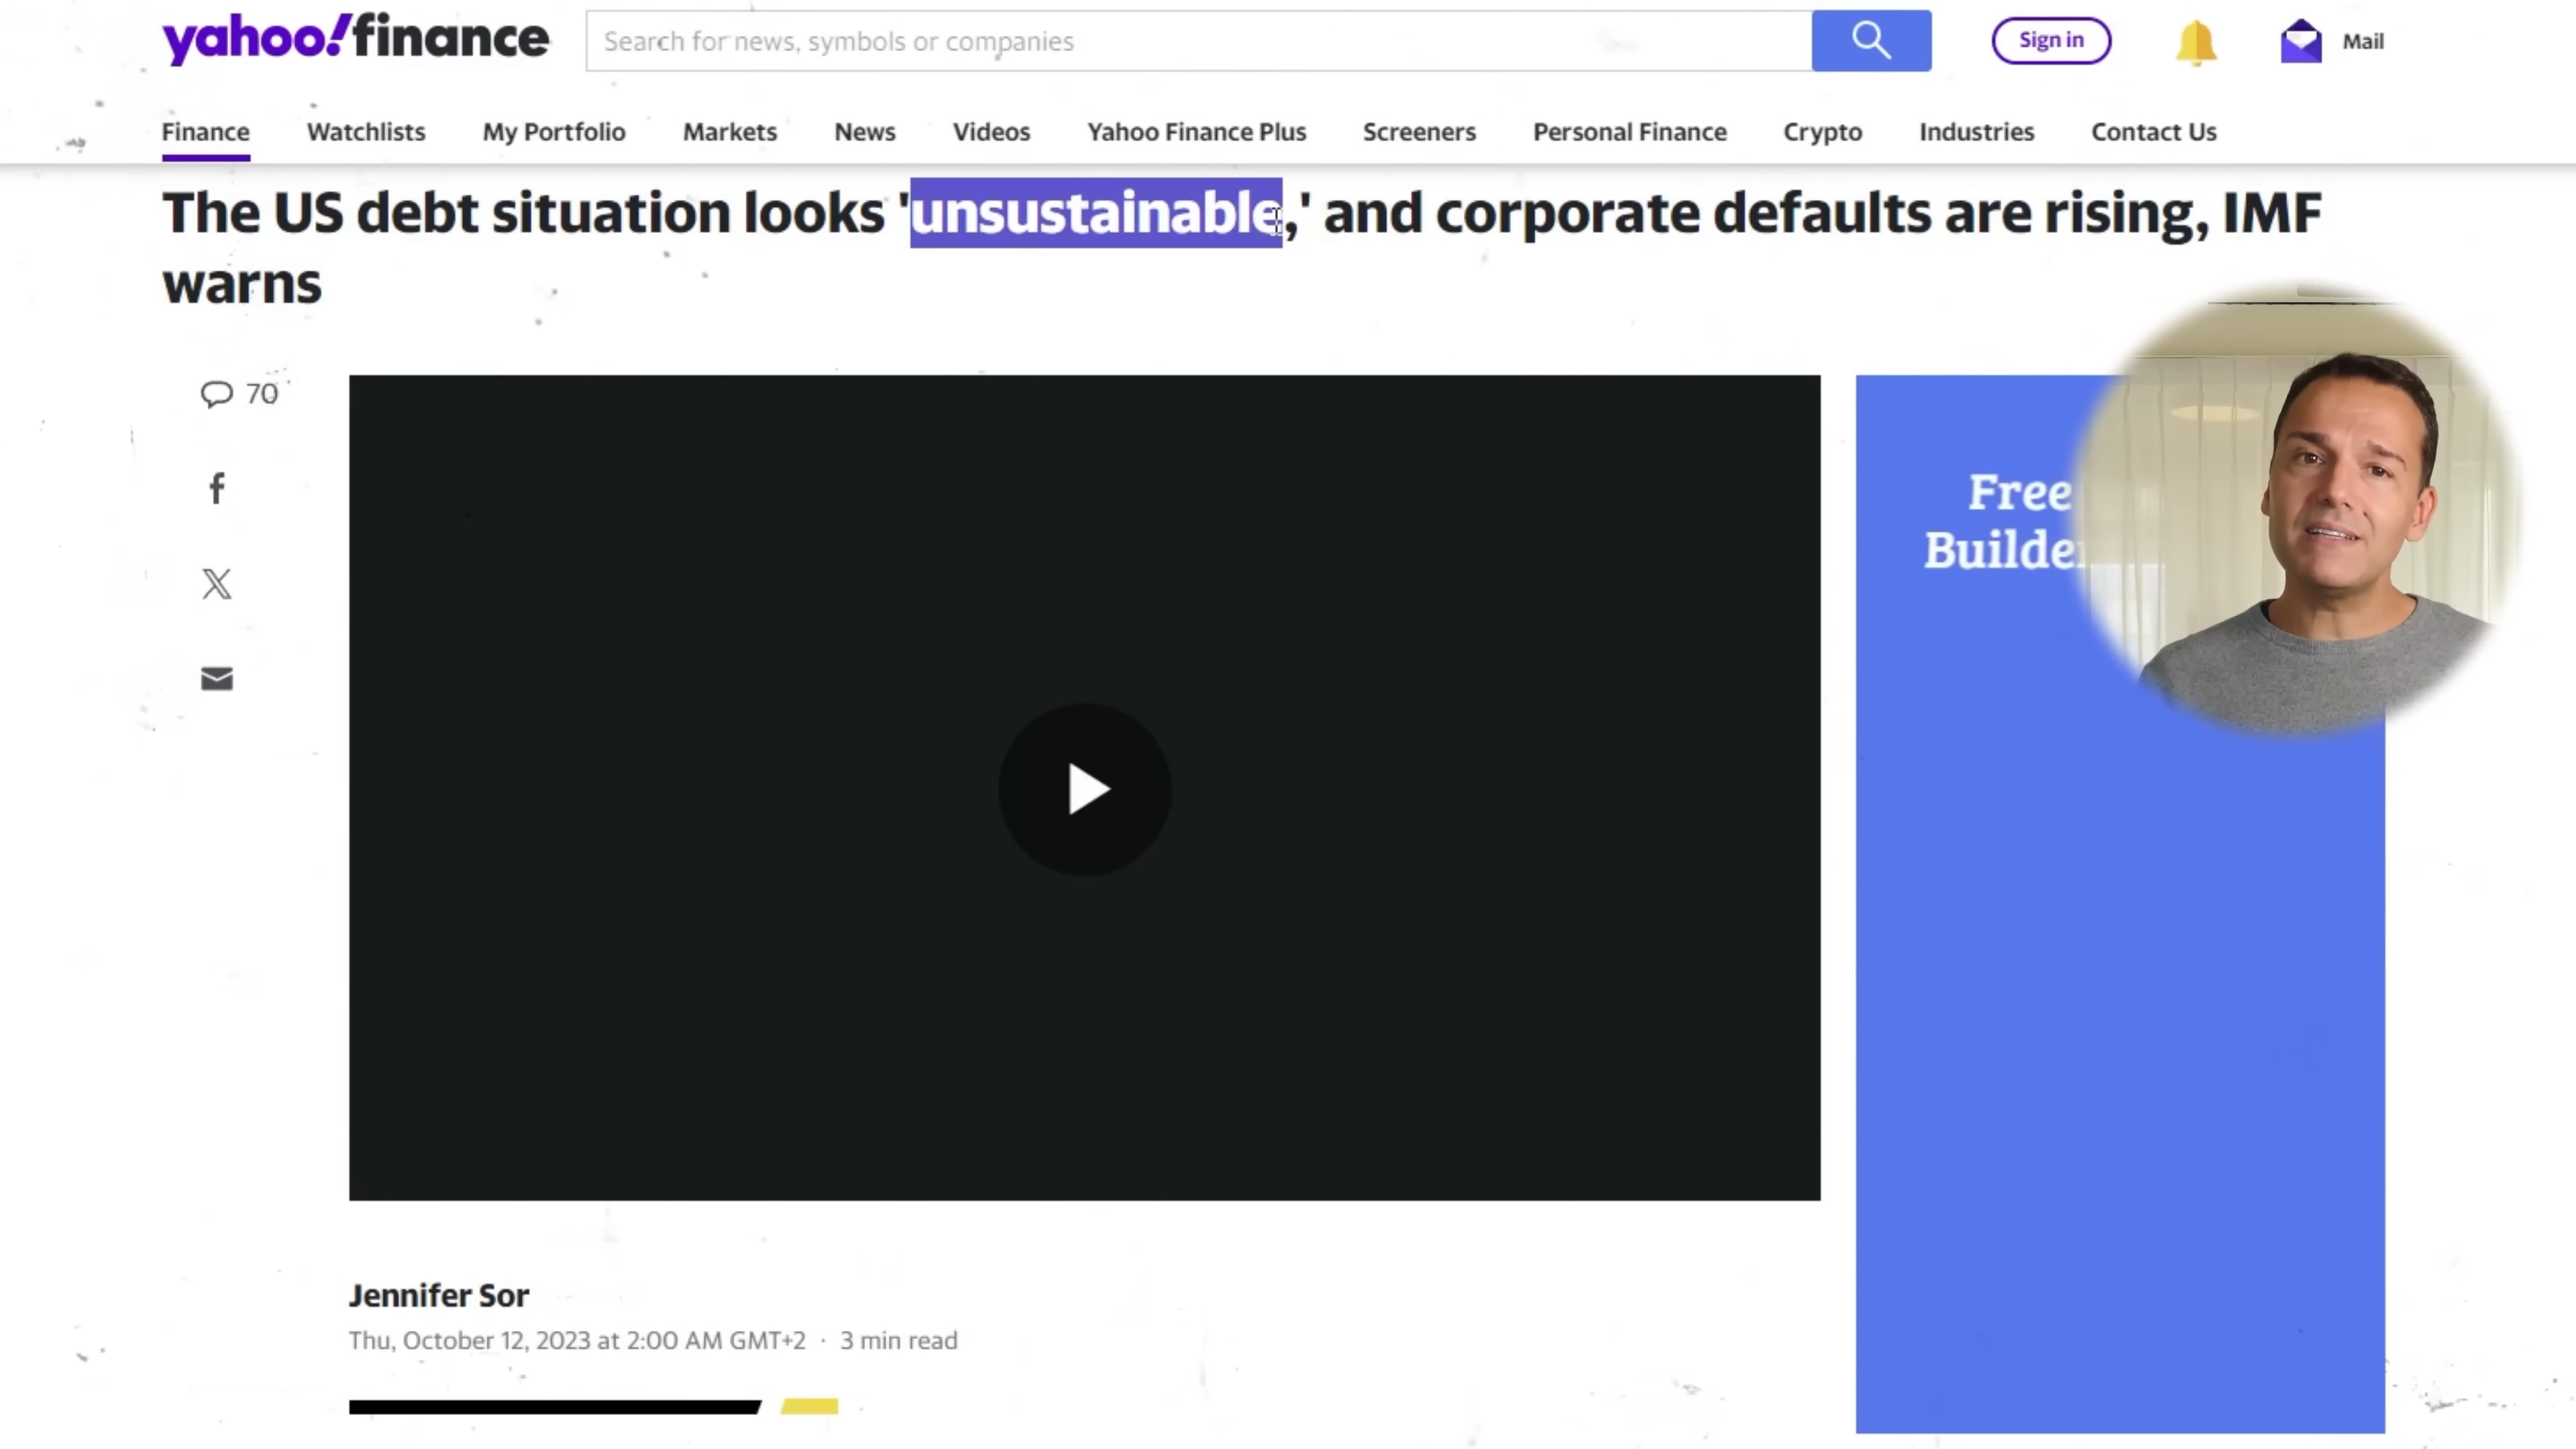 yahoo!finance
Search for news, symbols or companies
Sign in
Mail
Finance Watchlists My Portfolio Markets News Videos Yahoo Finance Plus Screeners Personal Finance Crypto Industries Contact Us
The US debt situation looks 'unsustainable,' and corporate defaults are rising, IMF
warns
70
Free
Builder
Jennifer Sor
Thu, October 12, 2023 at 2:00 AM GMT+2 · 3 min read